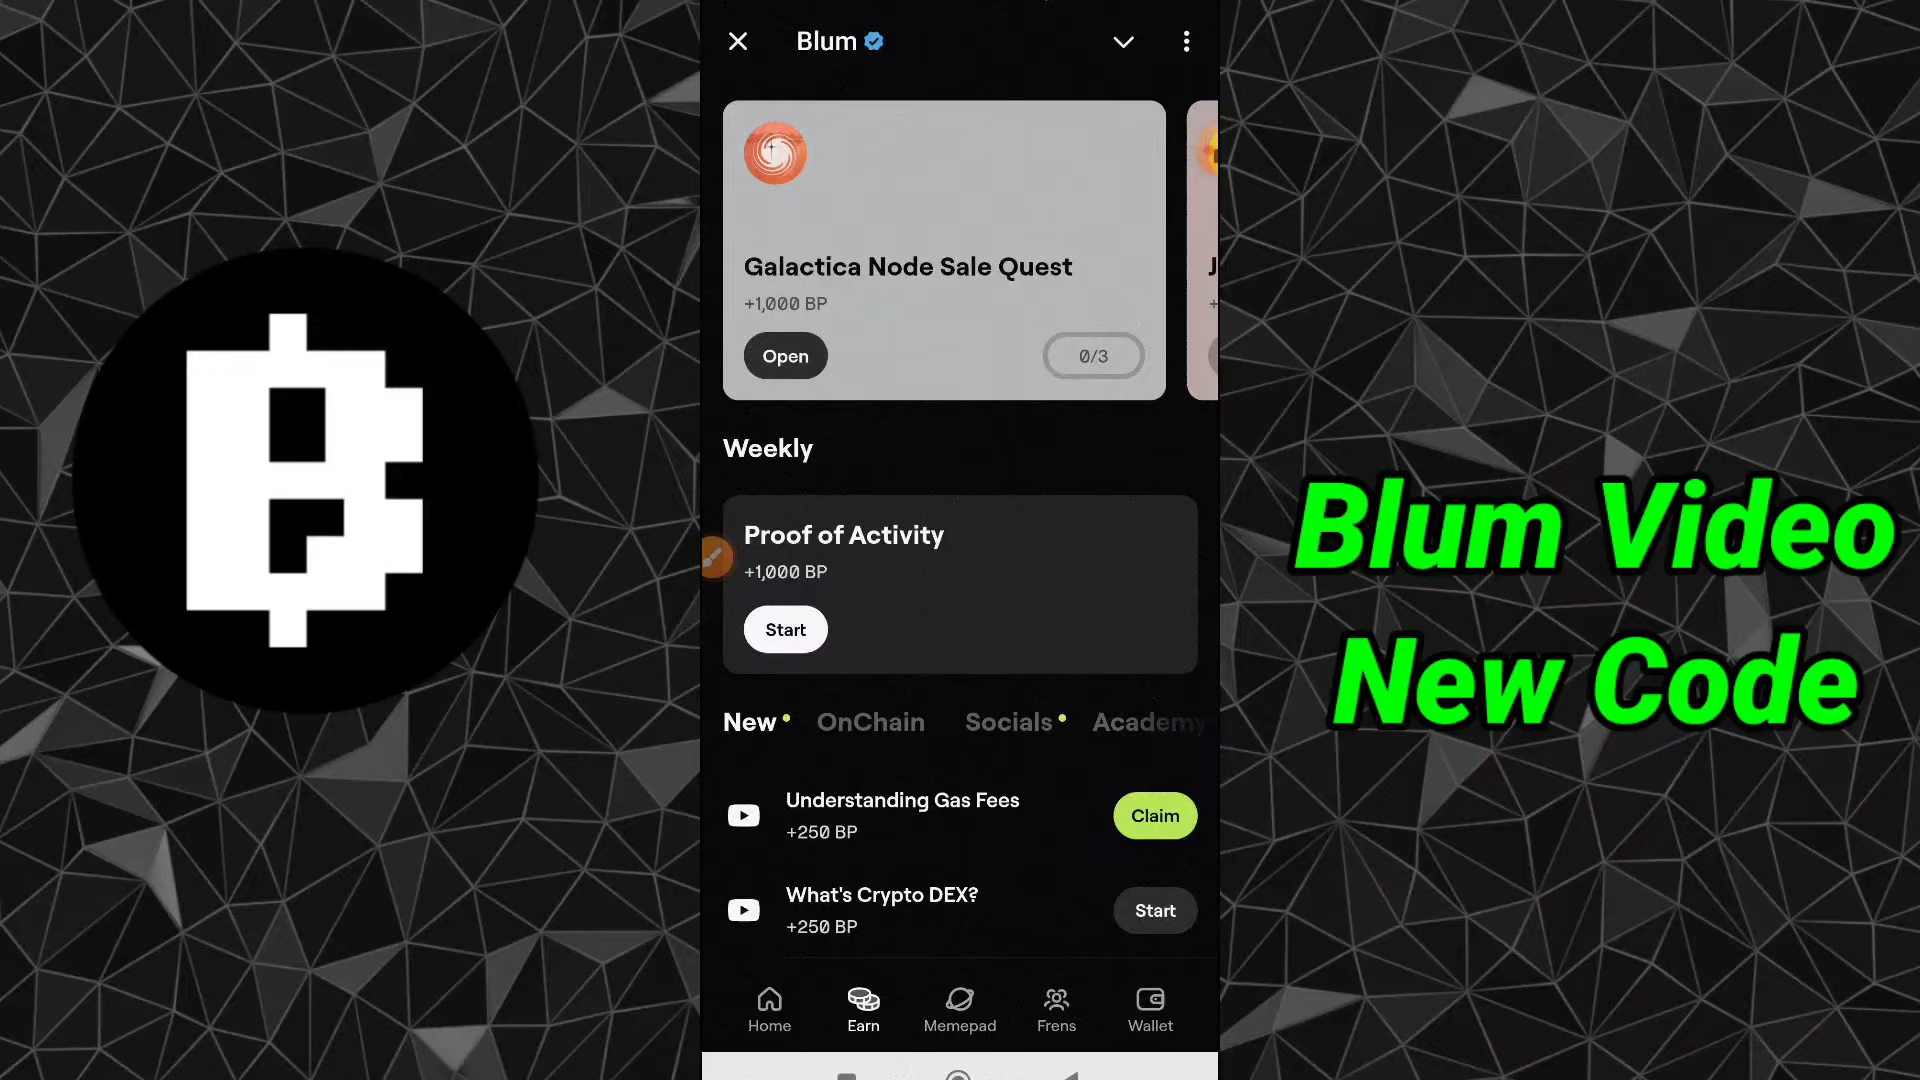 Blum
Galactica Node Sale Quest
+1,000 BP
Open
0/3
J
+
Weekly
Proof of Activity
+1,000 BP
Start
New
OnChain
Socials
Academy
Understanding Gas Fees
+250 BP
Claim
What's Crypto DEX?
+250 BP
Start
Home
Earn
Memepad
Frens
Wallet
Blum Video
New Code